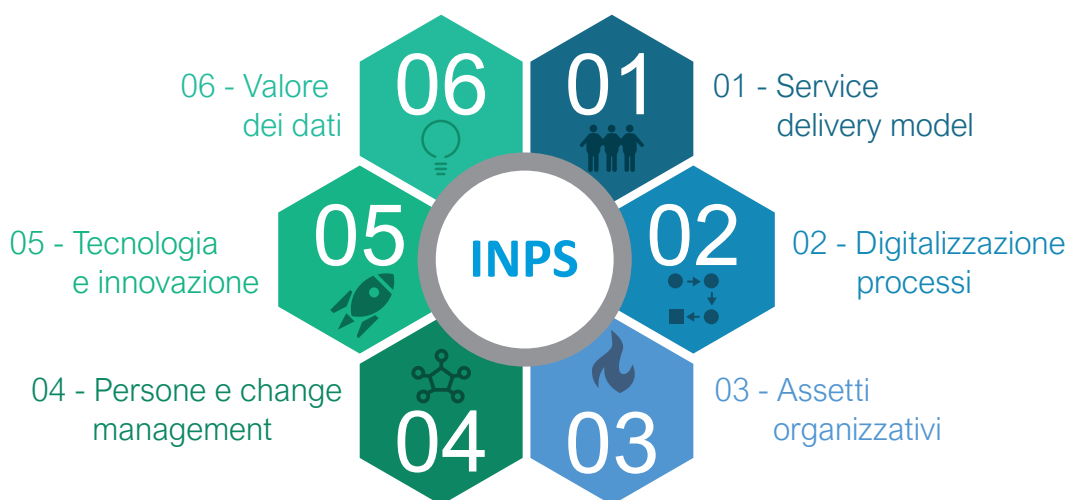 06
01
06 - Valore
dei dati
01 - Service
delivery model
05
02
INPS
05 - Tecnologia
e innovazione
02 - Digitalizzazione
processi
04 - Persone e change
management
03 - Assetti
organizzativi
04
03